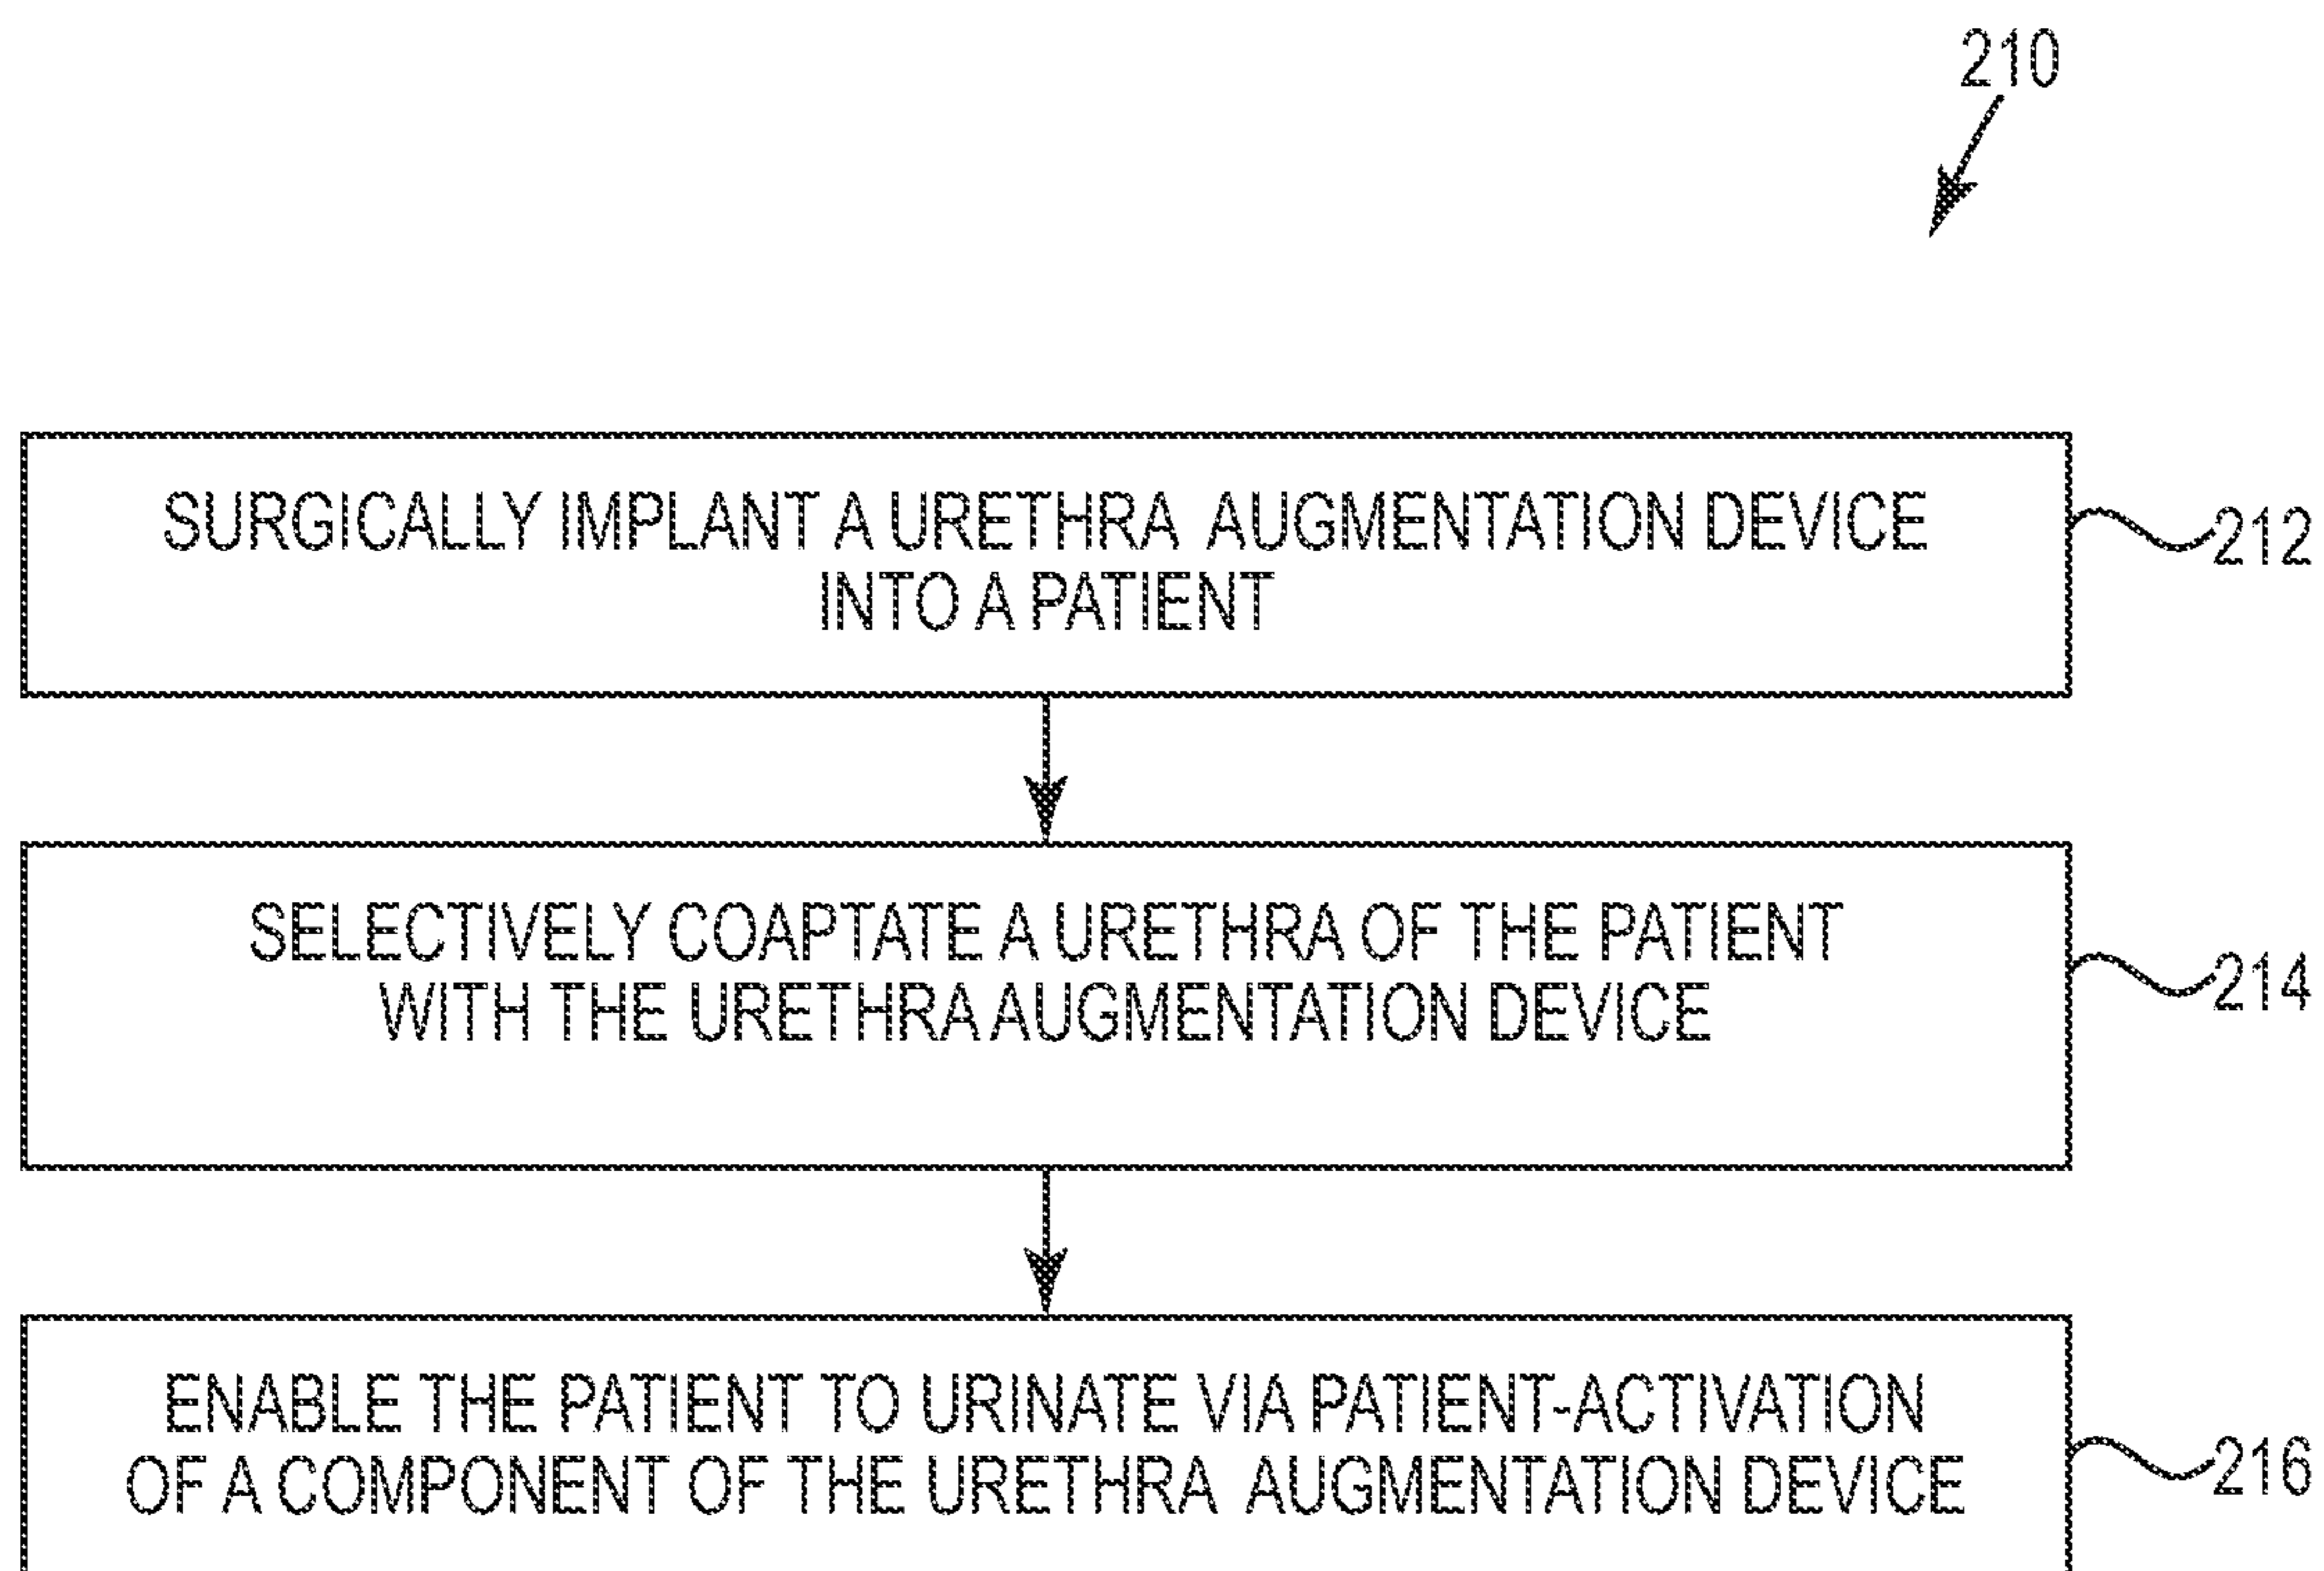 210
SURGICALLY IMPLANT A URETHRA AUGMENTATION DEVICE
INTO A PATIENT
212
SELECTIVELY COAPTATE A URETHRA OF THE PATIENT
WITH THE URETHRA AUGMENTATION DEVICE
214
ENABLE THE PATIENT TO URINATE VIA PATIENT-ACTIVATION
OF A COMPONENT OF THE URETHRA AUGMENTATION DEVICE
216